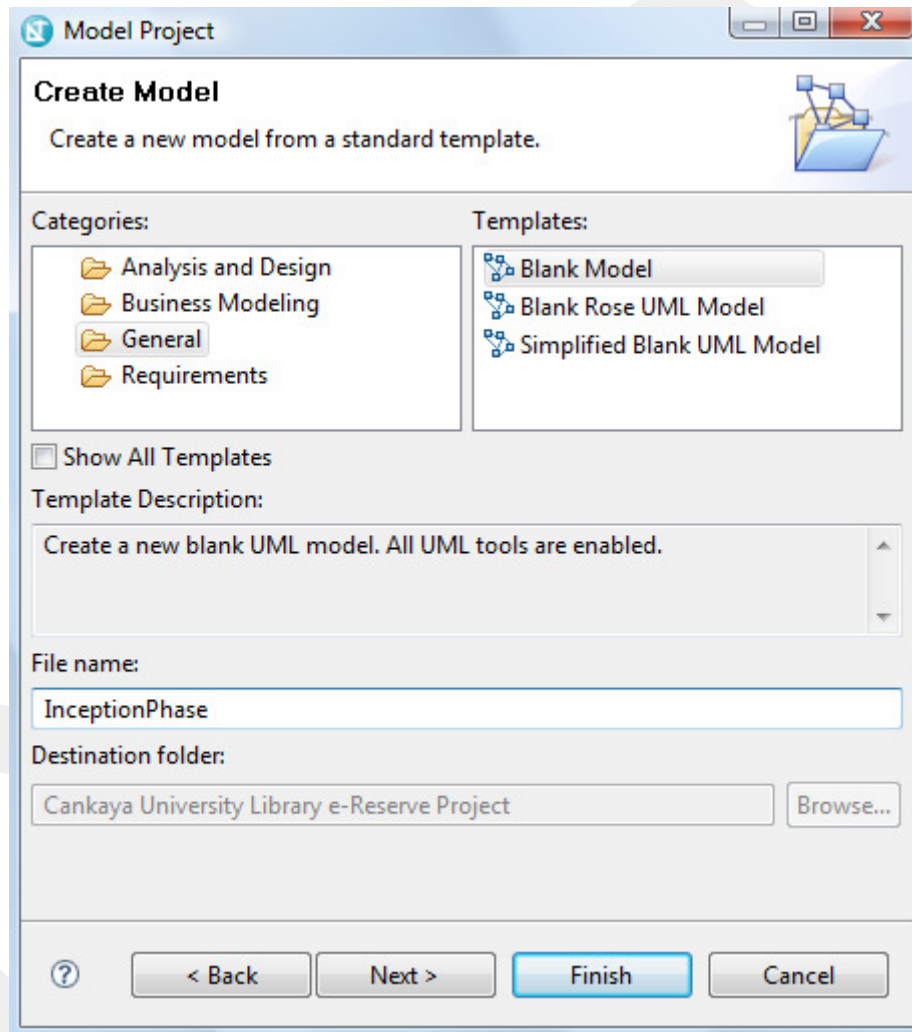 Model Project
Create Model
Create a new model from a standard template.
Categories:
Analysis and Design
Business Modeling
General
Requirements
Templates:
Blank Model
Blank Rose UML Model
Simplified Blank UML Model
Show All Templates
Template Description:
Create a new blank UML model. All UML tools are enabled.
File name:
InceptionPhase
Destination folder:
Cankaya University Library e-Reserve Project
Browse...
?
< Back
Next >
Finish
Cancel